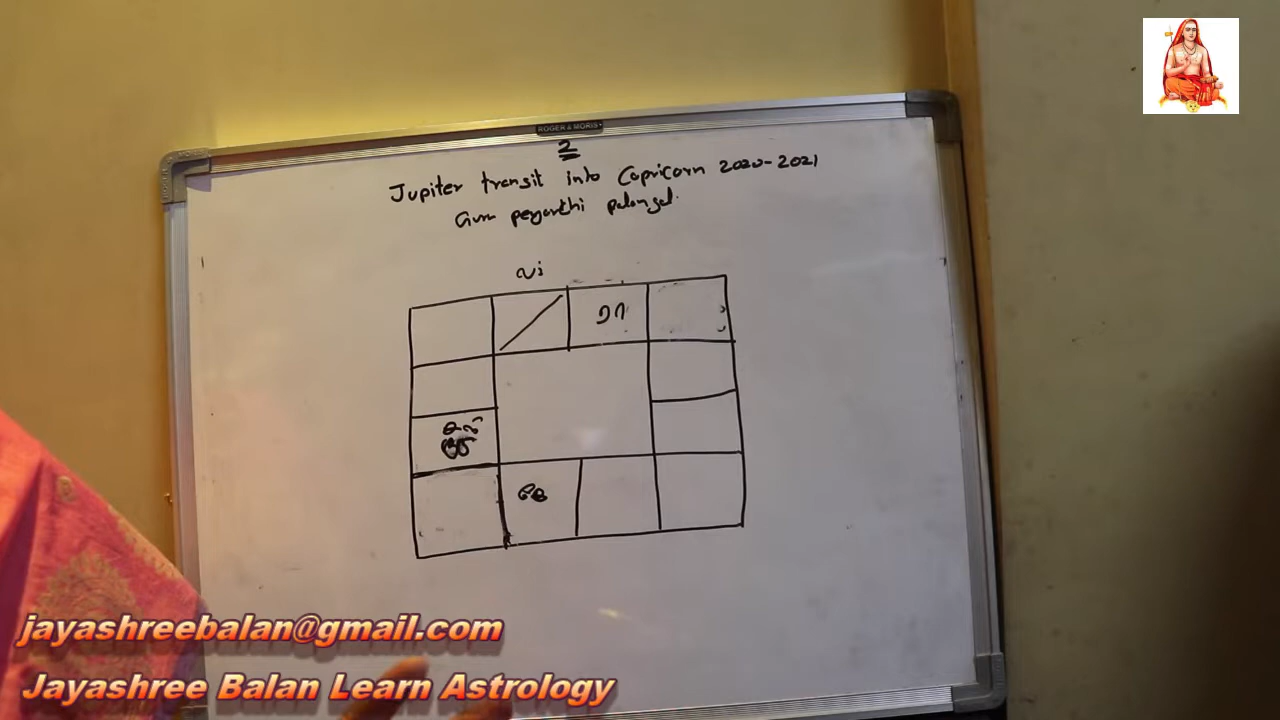 ROGER & MORIS
2
Jupiter transit into Capricorn 2020-2021
Guru peyarchi palangal.
ரா
கே
jayashreebalan@gmail.com
Jayashree Balan Learn Astrology